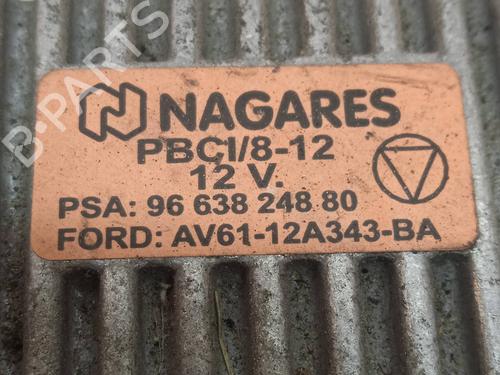 B-PARTS
NAGARES
PBCI/8-12
12 V.
PSA: 96 638 248 80
FORD: AV61-12A343-BA